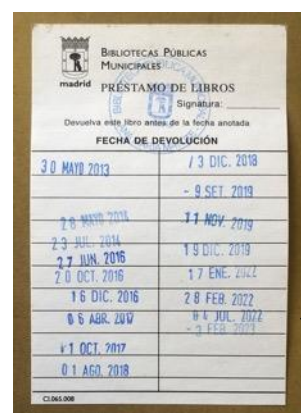 BIBLIOTECAS PÚBLICAS
MUNICIPALES
madrid
PRÉSTAMO DE LIBROS
Signatura:
Devuelva este libro antes de la fecha anotada
FECHA DE DEVOLUCIÓN
30 MAYO 2013
28 MAYO 2014
23 JUL. 2014
27 JUN. 2016
20 OCT. 2016
16 DIC. 2016
06 ABR. 2017
11 OCT. 2017
01 AGO. 2018
13 DIC. 2018
- 9 SET. 2019
11 NOV. 2019
19 DIC. 2019
17 ENE. 2022
28 FEB. 2022
04 JUL. 2022
- 3 FEB. 2023
CI.065.008